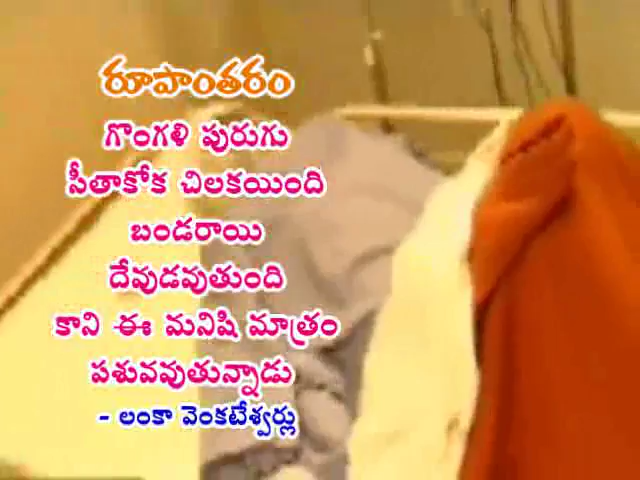 రూపాంతరం
గొంగళి పురుగు
సీతాకోక చిలకయింది
బండరాయి
దేవుడవుతుంది
కాని ఈ మనిషి మాత్రం
పశువవుతున్నాడు
- లంకా వెంకటేశ్వర్లు